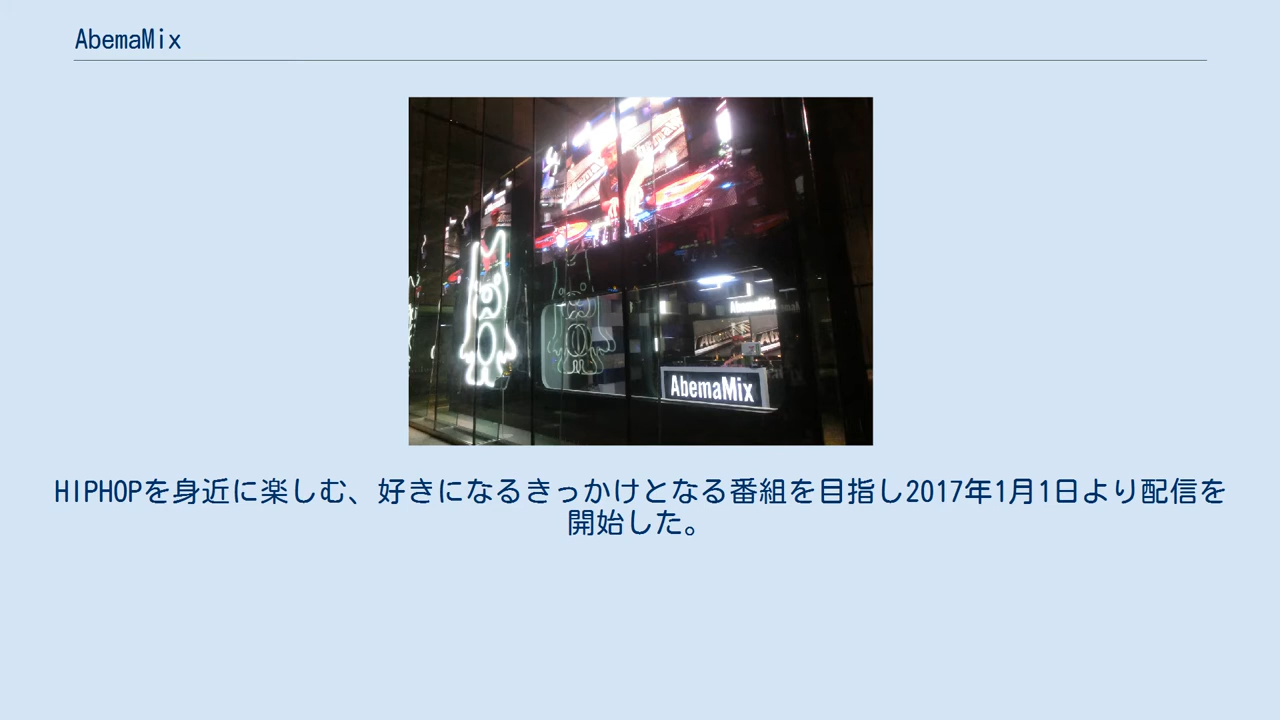 AbemaMix
AbemaMix
AbemaMix
HIPHOPを身近に楽しむ、好きになるきっかけとなる番組を目指し2017年1月1日より配信を
開始した。